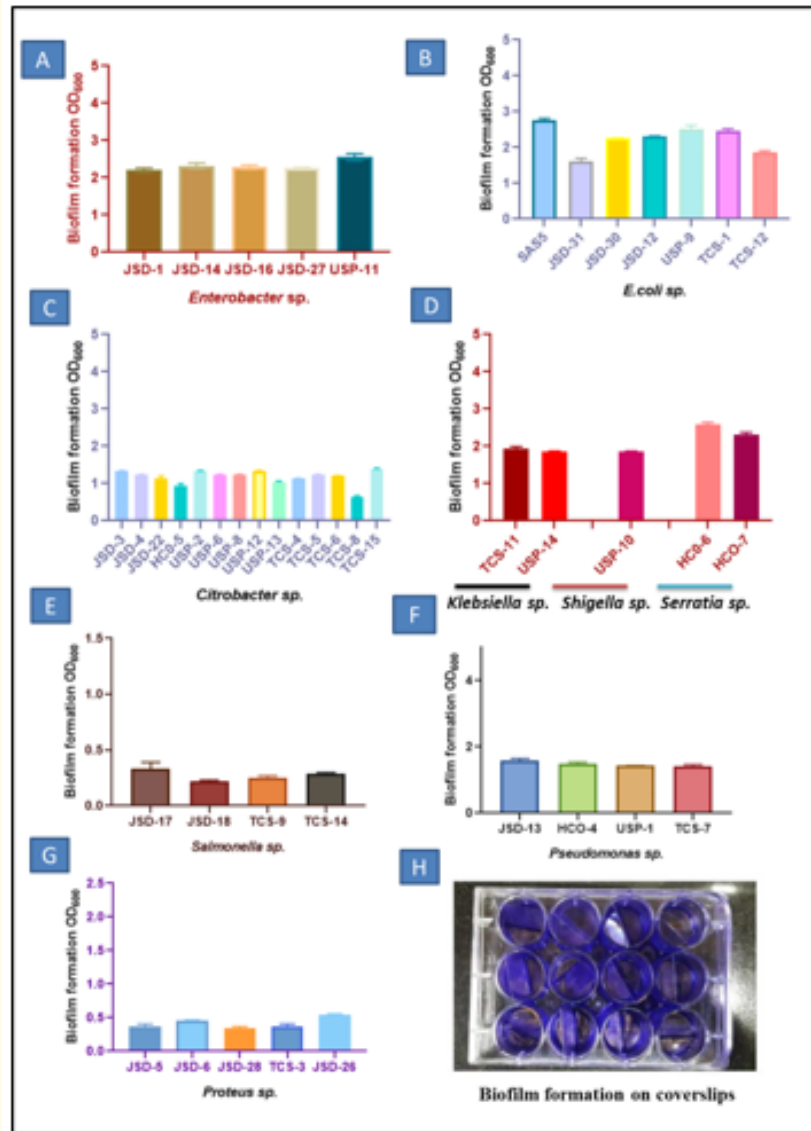 A
Biofilm formation OD600
5
4
3
2
1
0
JSD-1 JSD-14 JSD-16 JSD-27 USP-11
Enterobacter sp.
B
Biofilm formation OD600
5
4
3
2
1
0
SAS5 JSD-31 JSD-30 JSD-12 USP-9 TCS-1 TCS-12
E.coli sp.
C
Biofilm formation OD600
5
4
3
2
1
0
JSD-3 JSD-4 JSD-22 HC0-5 USP-2 USP-6 USP-8 USP-12 USP-13 TCS-4 TCS-5 TCS-6 TCS-8 TCS-15
Citrobacter sp.
D
Biofilm formation OD600
5
4
3
2
1
0
TCS-11 USP-14 USP-10 HC0-6 HCO-7
Klebsiella sp. Shigella sp. Serratia sp.
E
Biofilm formation OD600
1.5
1.0
0.5
0.0
JSD-17 JSD-18 TCS-9 TCS-14
Salmonella sp.
F
Biofilm formation OD600
4
2
0
JSD-13 HCO-4 USP-1 TCS-7
Pseudomonas sp.
G
Biofilm formation OD600
2.5
2.0
1.5
1.0
0.5
0.0
JSD-5 JSD-6 JSD-28 TCS-3 JSD-26
Proteus sp.
H
Biofilm formation on coverslips